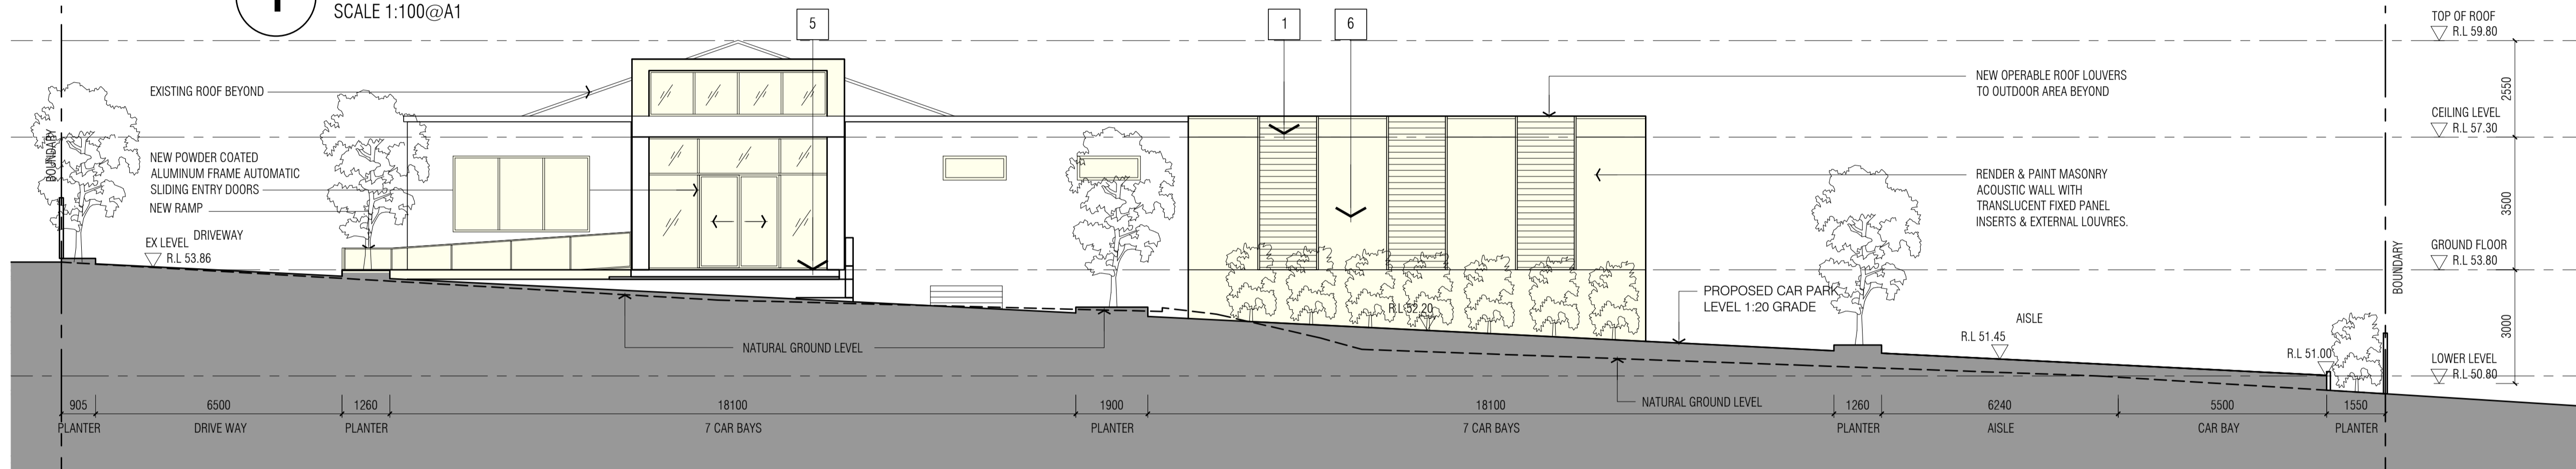 SCALE 1:100@A1
5
1
6
TOP OF ROOF
R.L 59.80
2550
EXISTING ROOF BEYOND
NEW OPERABLE ROOF LOUVERS
TO OUTDOOR AREA BEYOND
CEILING LEVEL
R.L 57.30
BOUNDARY
NEW POWDER COATED
ALUMINUM FRAME AUTOMATIC
SLIDING ENTRY DOORS
NEW RAMP
RENDER & PAINT MASONRY
ACOUSTIC WALL WITH
TRANSLUCENT FIXED PANEL
INSERTS & EXTERNAL LOUVRES.
3500
DRIVEWAY
EX LEVEL
R.L 53.86
BOUNDARY
GROUND FLOOR
R.L 53.80
PROPOSED CAR PARK
LEVEL 1:20 GRADE
R.L 52.20
AISLE
R.L 51.45
3000
NATURAL GROUND LEVEL
R.L 51.00
LOWER LEVEL
R.L 50.80
NATURAL GROUND LEVEL
905
6500
1260
18100
1900
18100
1260
6240
5500
1550
PLANTER
DRIVE WAY
PLANTER
7 CAR BAYS
PLANTER
7 CAR BAYS
PLANTER
AISLE
CAR BAY
PLANTER